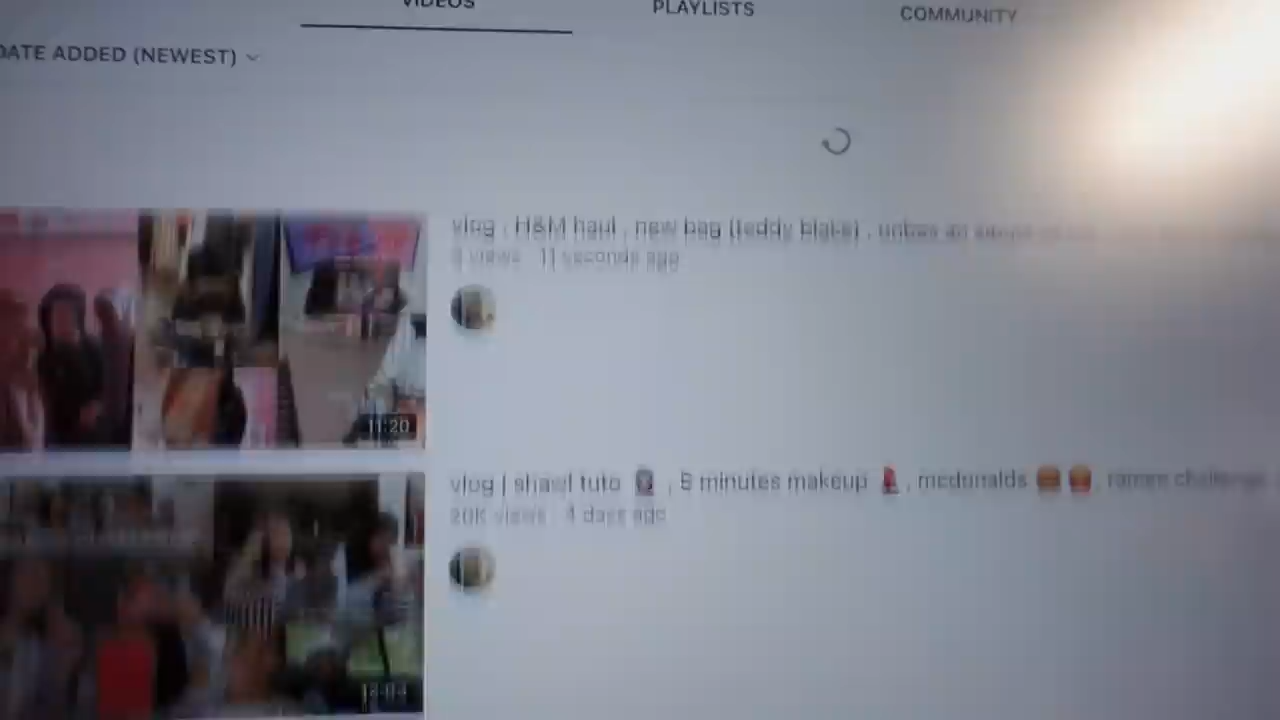 VIDEOS
PLAYLISTS
COMMUNITY
DATE ADDED (NEWEST)
vlog , H&M haul , new bag (teddy blake) , unbox an
views 11 seconds ago
11:20
vlog | shawl tuto , 5 minutes makeup , mcdonalds , ramen challenge
20K views 4 days ago